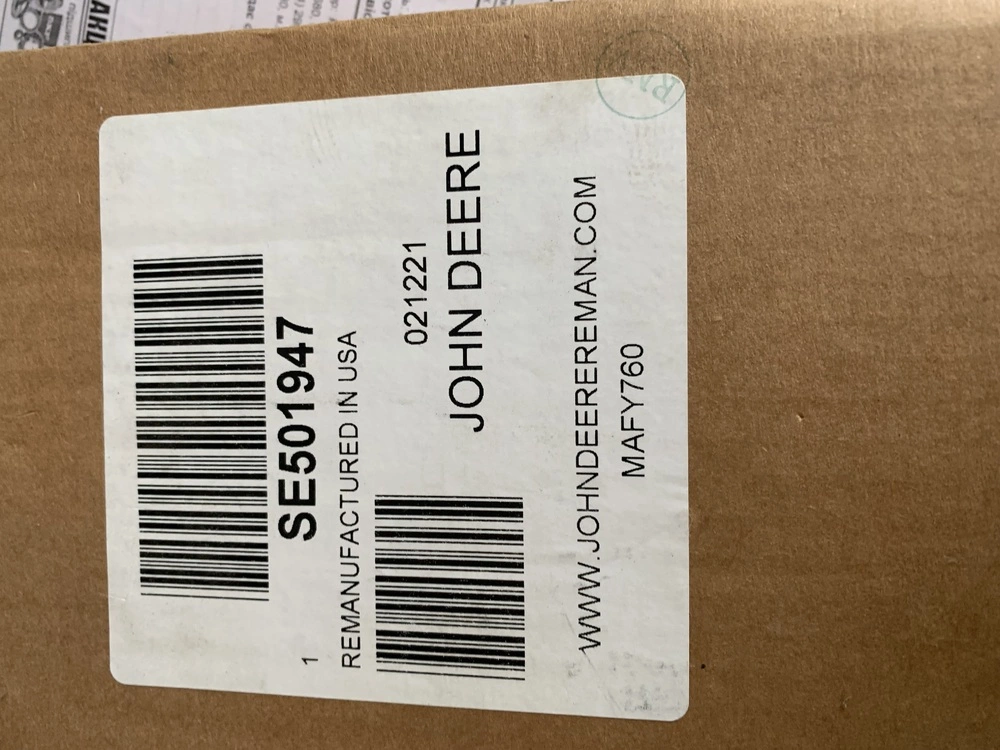 SE501947
1
REMANUFACTURED IN USA
021221
JOHN DEERE
WWW.JOHNDEEREREMAN.COM
MAFY760